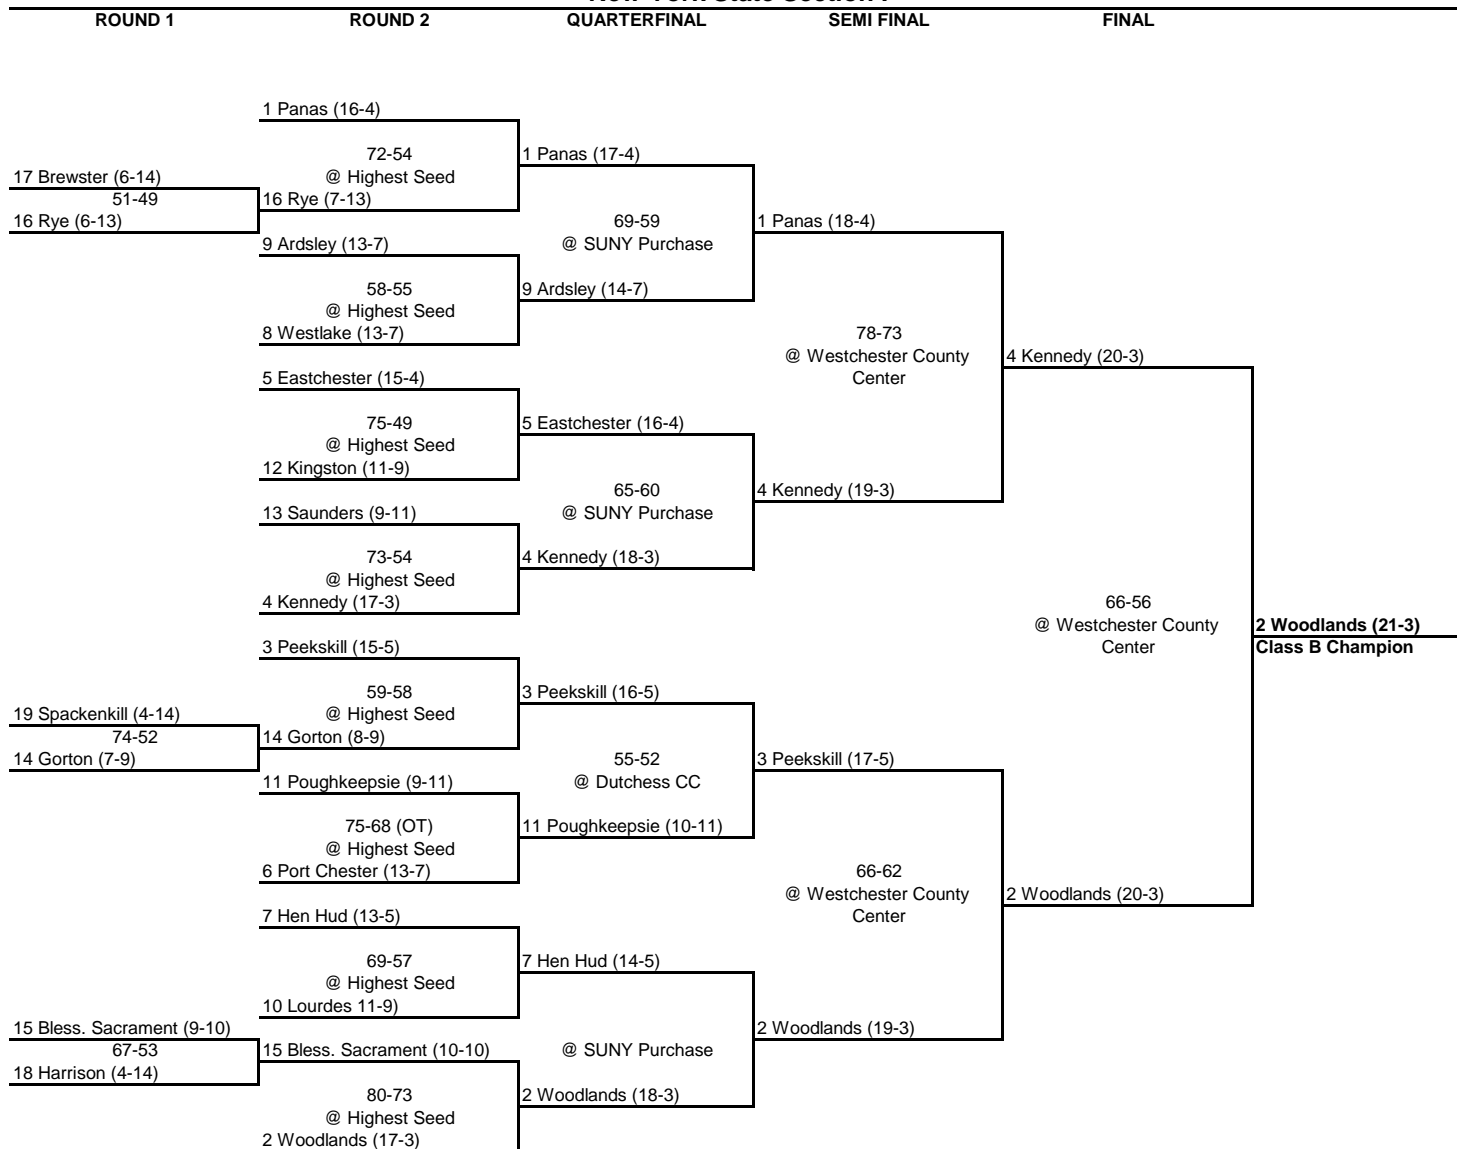 ROUND 1 ROUND 2 QUARTERFINAL SEMI FINAL FINAL
1 Panas (16-4)
72-54
@ Highest Seed
1 Panas (17-4)
17 Brewster (6-14)
51-49
16 Rye (6-13)
16 Rye (7-13)
69-59
@ SUNY Purchase
1 Panas (18-4)
9 Ardsley (13-7)
58-55
@ Highest Seed
8 Westlake (13-7)
9 Ardsley (14-7)
78-73
@ Westchester County
Center
4 Kennedy (20-3)
5 Eastchester (15-4)
75-49
@ Highest Seed
12 Kingston (11-9)
5 Eastchester (16-4)
65-60
@ SUNY Purchase
4 Kennedy (19-3)
13 Saunders (9-11)
73-54
@ Highest Seed
4 Kennedy (17-3)
4 Kennedy (18-3)
66-56
@ Westchester County
Center
2 Woodlands (21-3)
Class B Champion
3 Peekskill (15-5)
59-58
@ Highest Seed
3 Peekskill (16-5)
19 Spackenkill (4-14)
74-52
14 Gorton (7-9)
14 Gorton (8-9)
55-52
@ Dutchess CC
3 Peekskill (17-5)
11 Poughkeepsie (9-11)
75-68 (OT)
@ Highest Seed
6 Port Chester (13-7)
11 Poughkeepsie (10-11)
66-62
@ Westchester County
Center
2 Woodlands (20-3)
7 Hen Hud (13-5)
69-57
@ Highest Seed
10 Lourdes 11-9)
7 Hen Hud (14-5)
15 Bless. Sacrament (9-10)
67-53
18 Harrison (4-14)
15 Bless. Sacrament (10-10)
@ SUNY Purchase
2 Woodlands (19-3)
80-73
@ Highest Seed
2 Woodlands (17-3)
2 Woodlands (18-3)